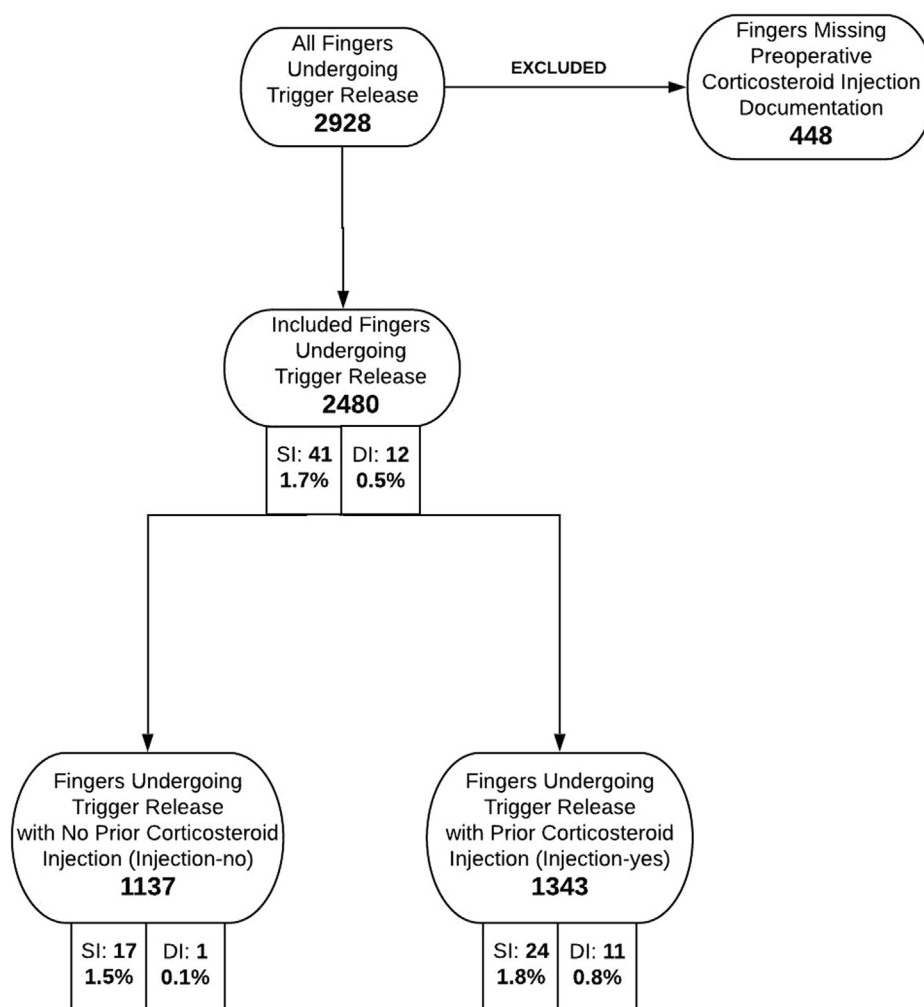 All Fingers
Undergoing
Trigger Release
2928
EXCLUDED
Fingers Missing
Preoperative
Corticosteroid Injection
Documentation
448
Included Fingers
Undergoing
Trigger Release
2480
SI: 41
1.7%
DI: 12
0.5%
Fingers Undergoing
Trigger Release
with No Prior Corticosteroid
Injection (Injection-no)
1137
SI: 17
1.5%
DI: 1
0.1%
Fingers Undergoing
Trigger Release
with Prior Corticosteroid
Injection (Injection-yes)
1343
SI: 24
1.8%
DI: 11
0.8%